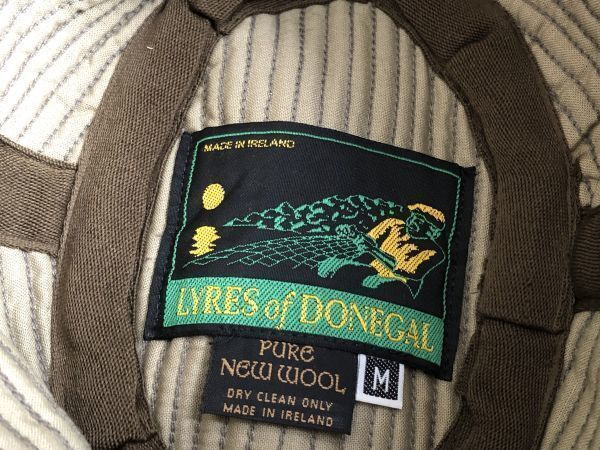 MADE IN IRELAND
LYRES of DONEGAL
PURE
NEW WOOL
DRY CLEAN ONLY
MADE IN IRELAND
M